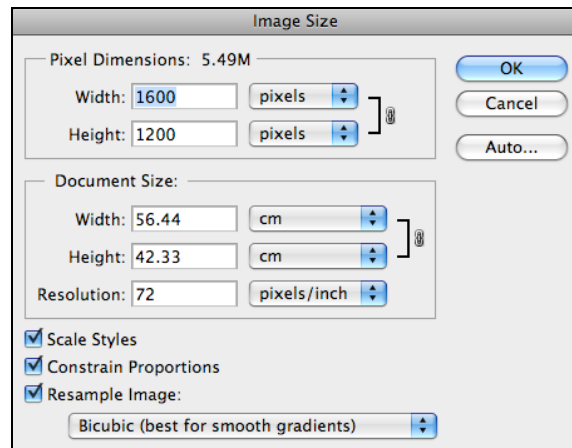 Image Size
Pixel Dimensions: 5.49M
Width: 1600 pixels
Height: 1200 pixels
OK
Cancel
Auto...
Document Size:
Width: 56.44 cm
Height: 42.33 cm
Resolution: 72 pixels/inch
Scale Styles
Constrain Proportions
Resample Image:
Bicubic (best for smooth gradients)